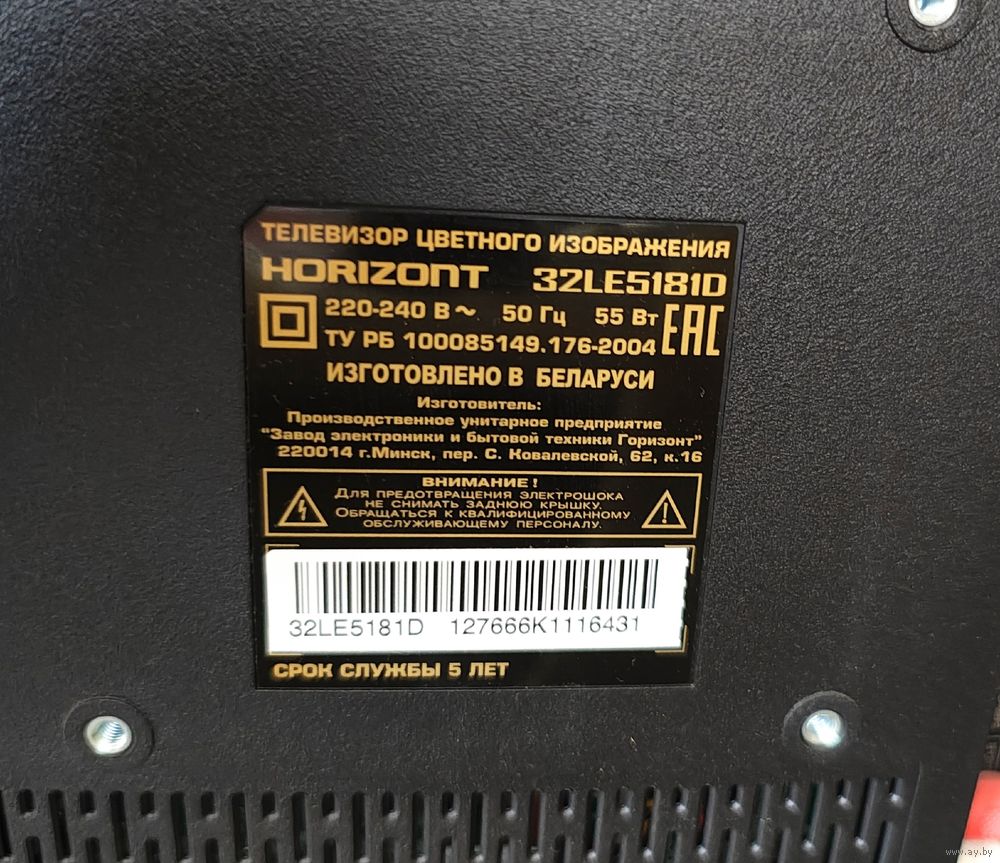 ТЕЛЕВИЗОР ЦВЕТНОГО ИЗОБРАЖЕНИЯ
HORIZONT 32LE5181D
220-240 В ~ 50 Гц 55 Вт
ТУ РБ 100085149.176-2004 EAC
ИЗГОТОВЛЕНО В БЕЛАРУСИ
Изготовитель:
Производственное унитарное предприятие
"Завод электроники и бытовой техники Горизонт"
220014 г.Минск, пер. С. Ковалевской, 62, к.16
ВНИМАНИЕ !
ДЛЯ ПРЕДОТВРАЩЕНИЯ ЭЛЕКТРОШОКА
НЕ СНИМАТЬ ЗАДНЮЮ КРЫШКУ.
ОБРАЩАТЬСЯ К КВАЛИФИЦИРОВАННОМУ
ОБСЛУЖИВАЮЩЕМУ ПЕРСОНАЛУ.
32LE5181D 127666K1116431
СРОК СЛУЖБЫ 5 ЛЕТ
www.ay.by